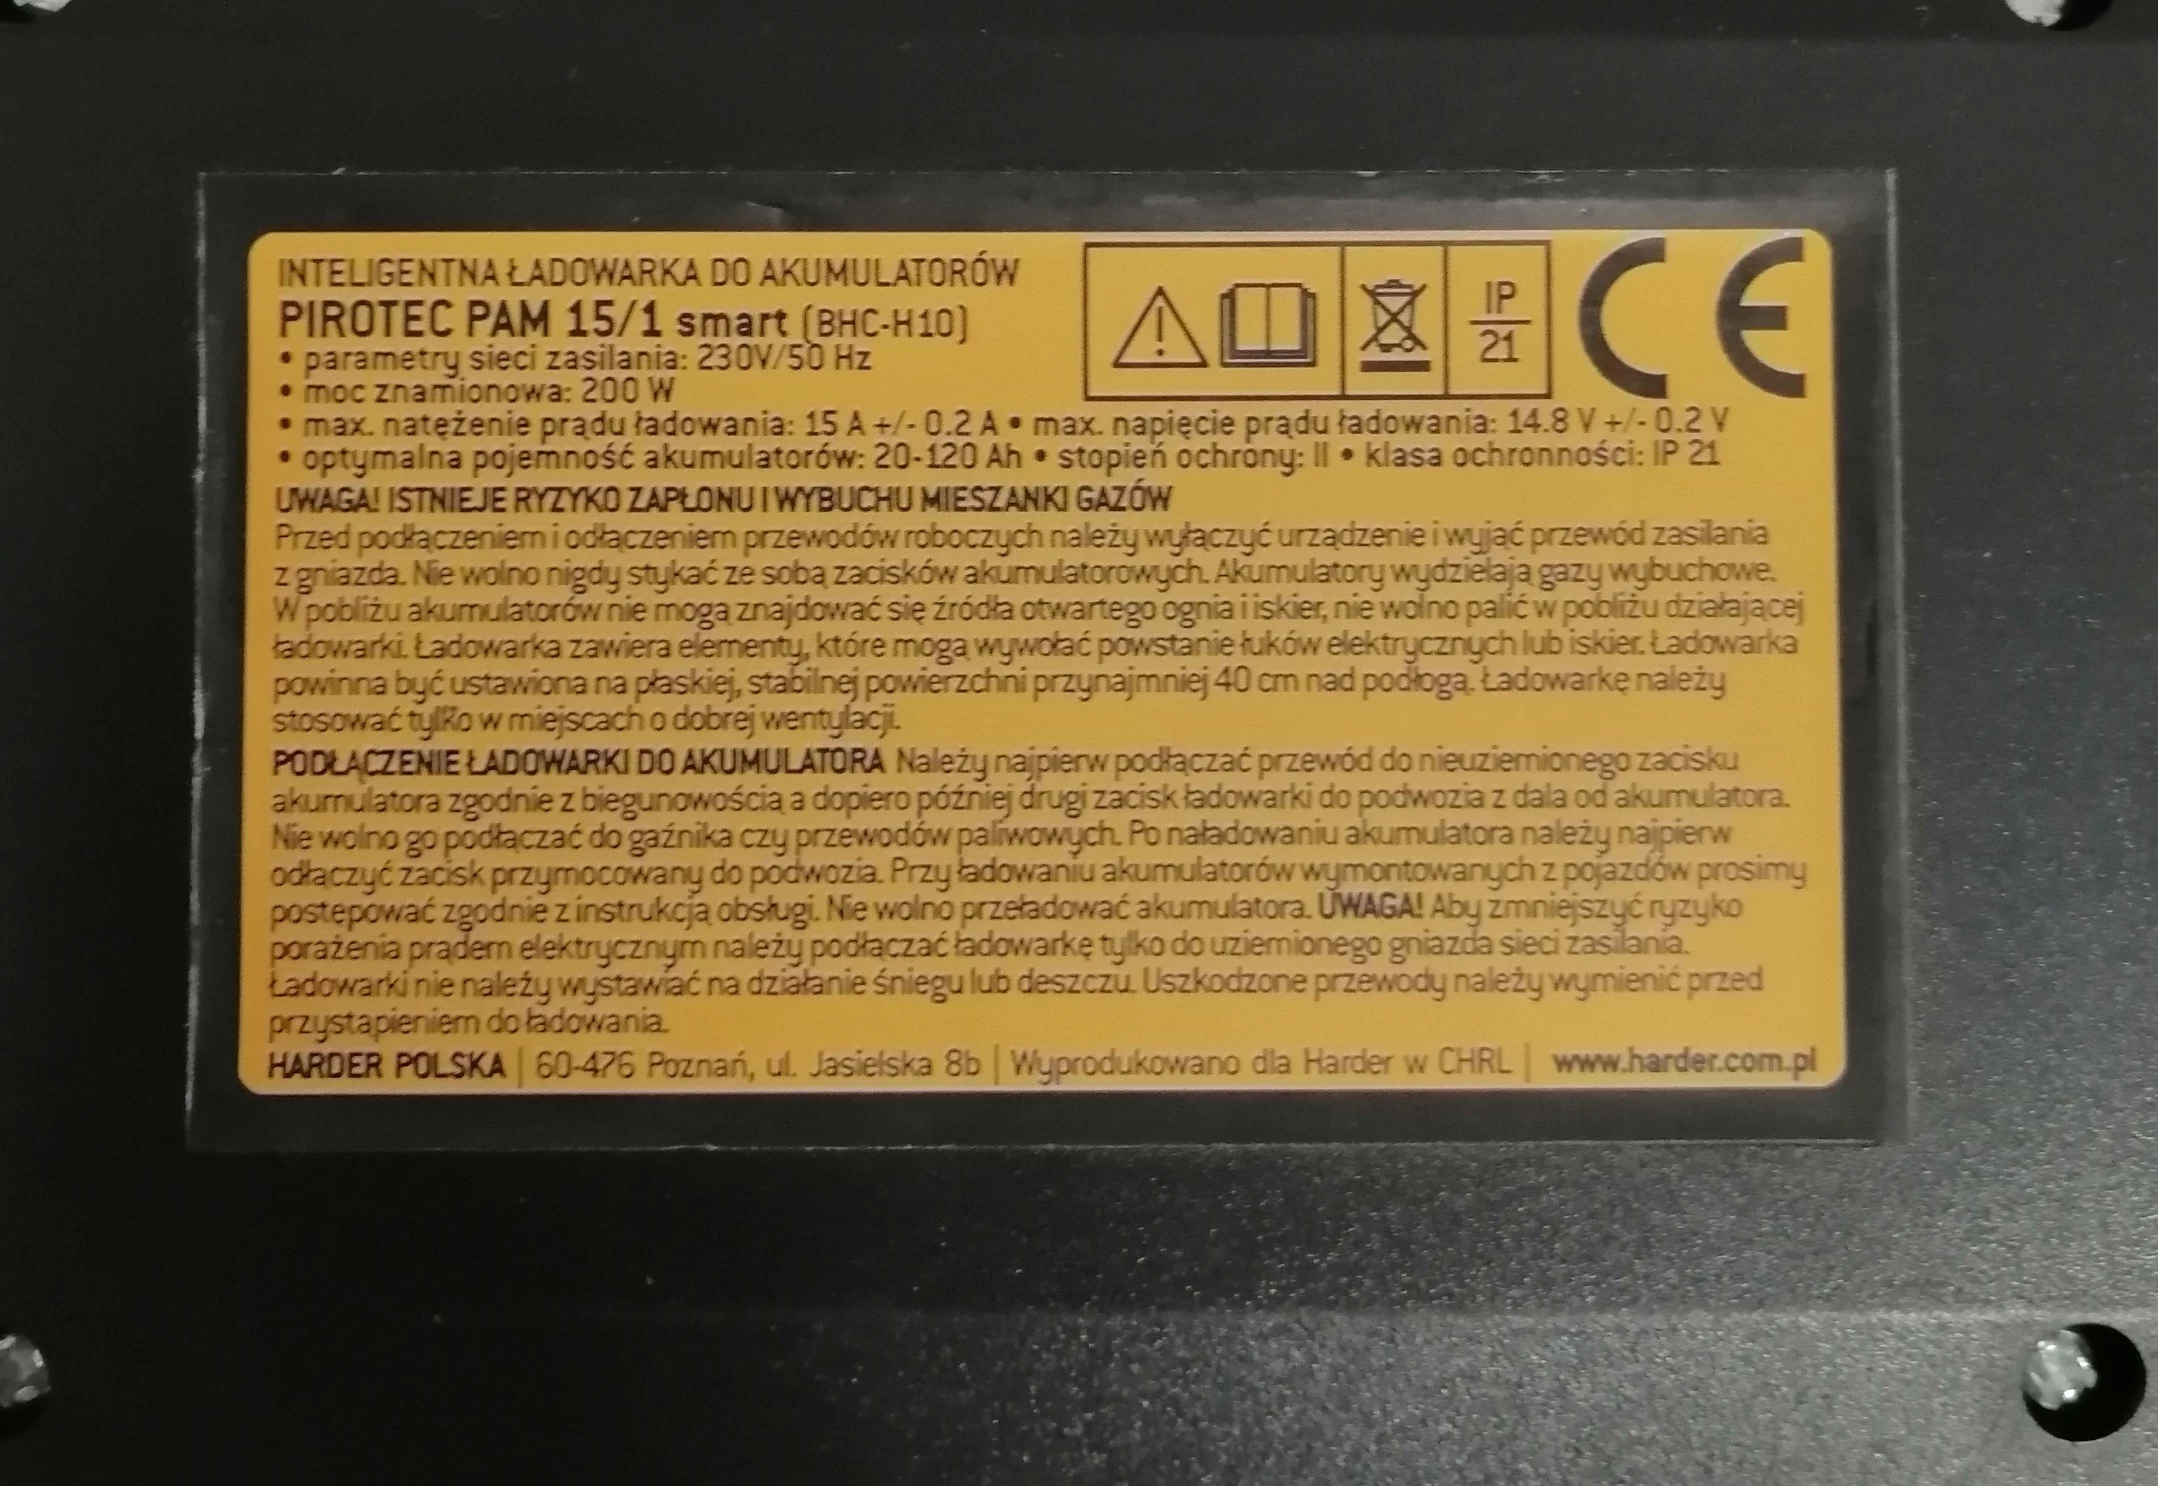 INTELIGENTNA ŁADOWARKA DO AKUMULATORÓW
PIROTEC PAM 15/1 smart (BHC-H10)
• parametry sieci zasilania: 230V/50 Hz
• moc znamionowa: 200 W
IP
21
CE
• max. natężenie prądu ładowania: 15 A +/- 0.2 A • max. napięcie prądu ładowania: 14.8 V +/- 0.2 V
• optymalna pojemność akumulatorów: 20-120 Ah • stopień ochrony: II • klasa ochronności: IP 21
UWAGA! ISTNIEJE RYZYKO ZAPŁONU I WYBUCHU MIESZANKI GAZÓW
Przed podłączeniem i odłączeniem przewodów roboczych należy wyłączyć urządzenie i wyjąć przewód zasilania
z gniazda. Nie wolno nigdy stykać ze sobą zacisków akumulatorowych. Akumulatory wydzielają gazy wybuchowe.
W pobliżu akumulatorów nie mogą znajdować się źródła otwartego ognia i iskier, nie wolno palić w pobliżu działającej
ładowarki. Ładowarka zawiera elementy, które mogą wywołać powstanie łuków elektrycznych lub iskier. Ładowarka
powinna być ustawiona na płaskiej, stabilnej powierzchni przynajmniej 40 cm nad podłogą. Ładowarkę należy
stosować tylko w miejscach o dobrej wentylacji.
PODŁĄCZENIE ŁADOWARKI DO AKUMULATORA Należy najpierw podłączać przewód do nieuziemionego zacisku
akumulatora zgodnie z biegunowością a dopiero później drugi zacisk ładowarki do podwozia z dala od akumulatora.
Nie wolno go podłączać do gaźnika czy przewodów paliwowych. Po naładowaniu akumulatora należy najpierw
odłączyć zacisk przymocowany do podwozia. Przy ładowaniu akumulatorów wymontowanych z pojazdów prosimy
postępować zgodnie z instrukcją obsługi. Nie wolno przeładować akumulatora. UWAGA! Aby zmniejszyć ryzyko
porażenia prądem elektrycznym należy podłączać ładowarkę tylko do uziemionego gniazda sieci zasilania.
Ładowarki nie należy wystawiać na działanie śniegu lub deszczu. Uszkodzone przewody należy wymienić przed
przystąpieniem do ładowania.
HARDER POLSKA | 60-476 Poznań, ul. Jasielska 8b | Wyprodukowano dla Harder w CHRL | www.harder.com.pl